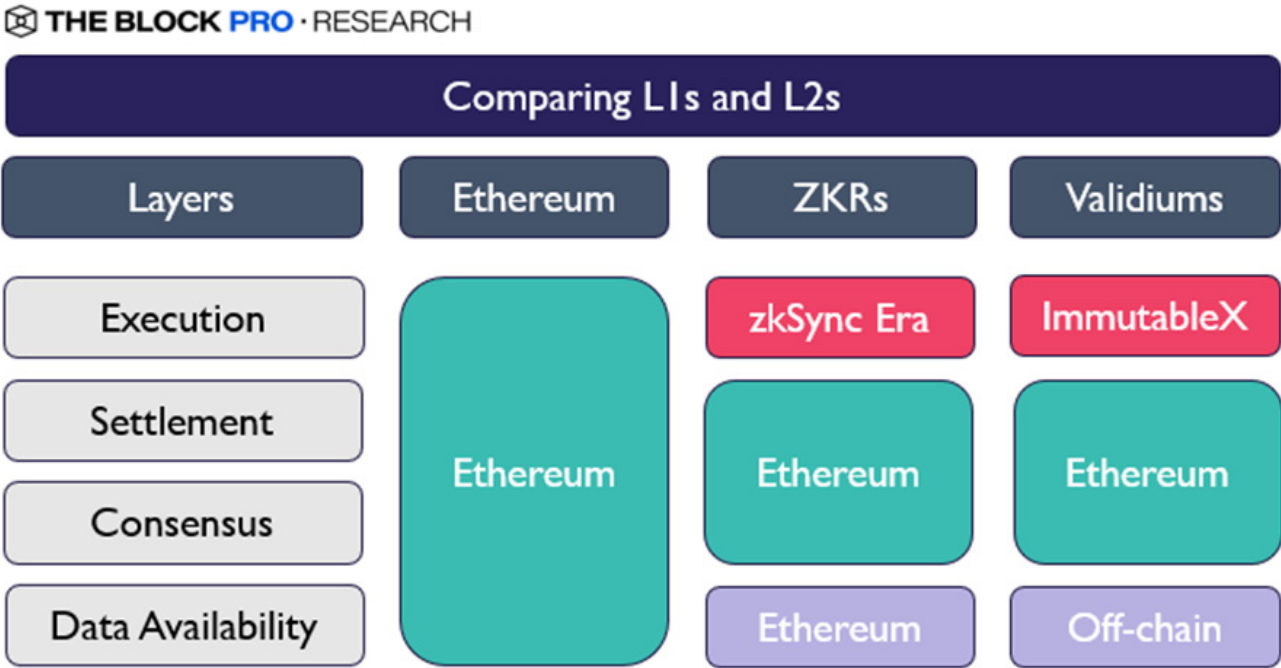 THE BLOCK PRO · RESEARCH
Comparing L1s and L2s
Layers Ethereum ZKRs Validiums
Execution zkSync Era ImmutableX
Settlement
Ethereum Ethereum Ethereum
Consensus
Data Availability Ethereum Off-chain